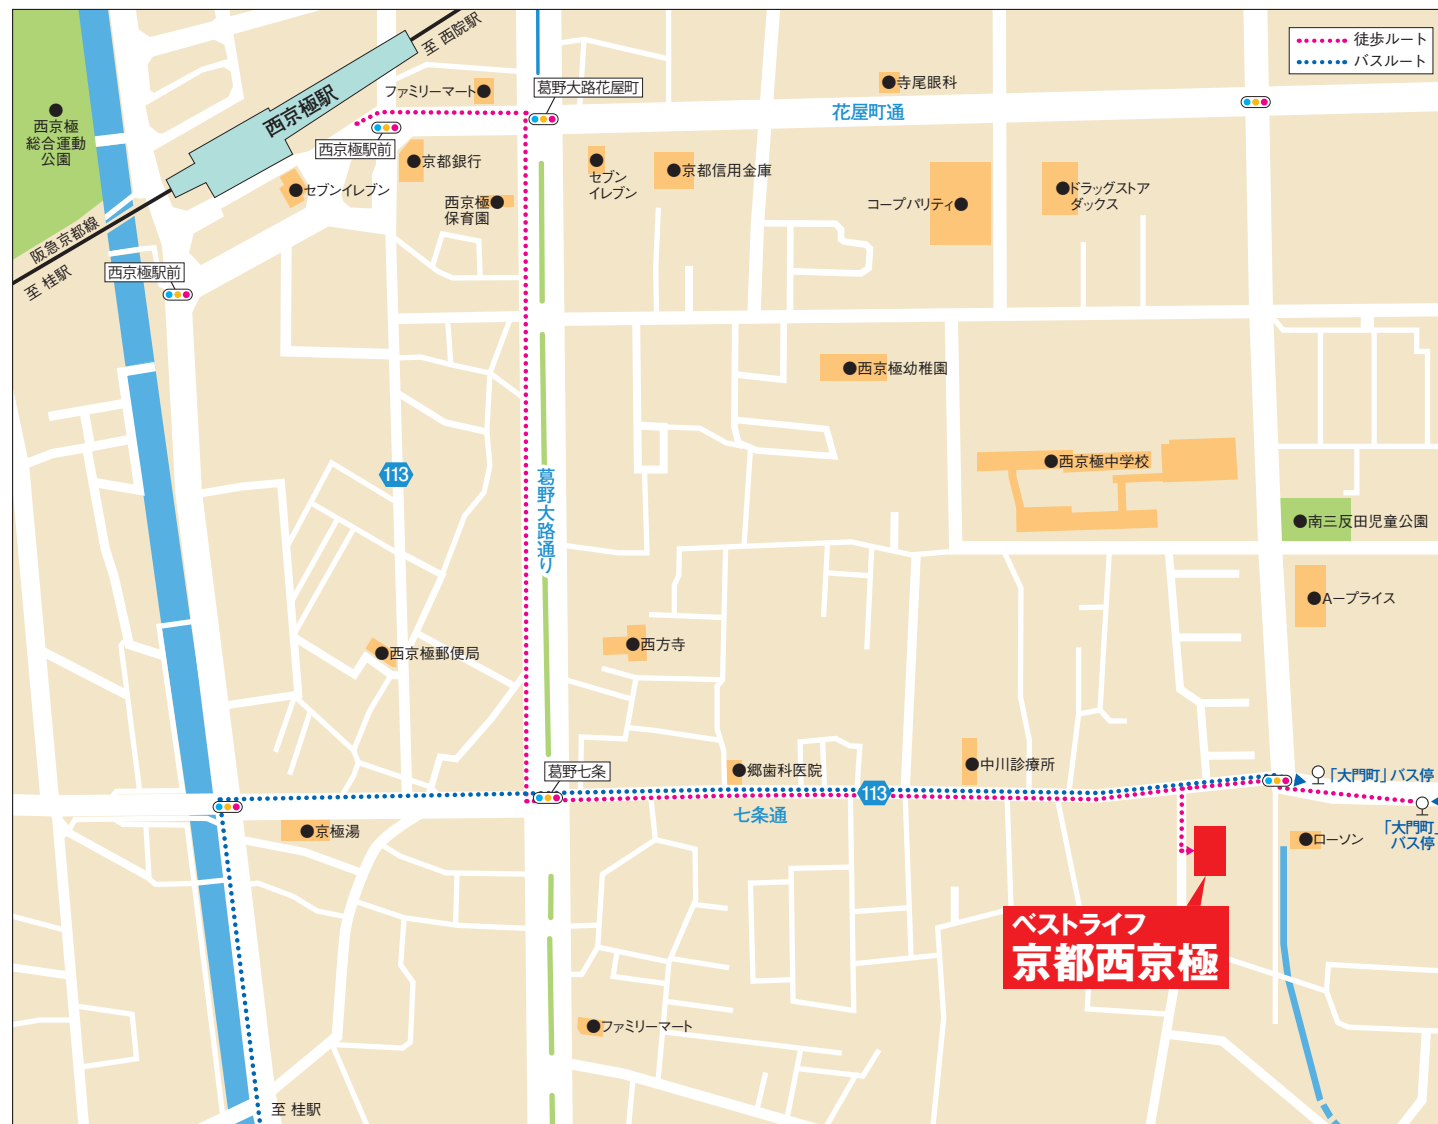 至 西院駅
徒歩ルート
バスルート
西京極駅
ファミリーマート
葛野大路花屋町
寺尾眼科
花屋町通
西京極
総合運動
公園
西京極駅前
京都銀行
セブンイレブン
西京極
保育園
セブン
イレブン
京都信用金庫
コープパリティ
ドラッグストア
ダックス
阪急京都線
至 桂駅
西京極駅前
西京極幼稚園
113
葛野大路通り
西京極中学校
南三反田児童公園
A−プライス
西京極郵便局
西方寺
葛野七条
郷歯科医院
中川診療所
113
七条通
「大門町」バス停
「大門町」
バス停
京極湯
ローソン
ベストライフ
京都西京極
ファミリーマート
至 桂駅